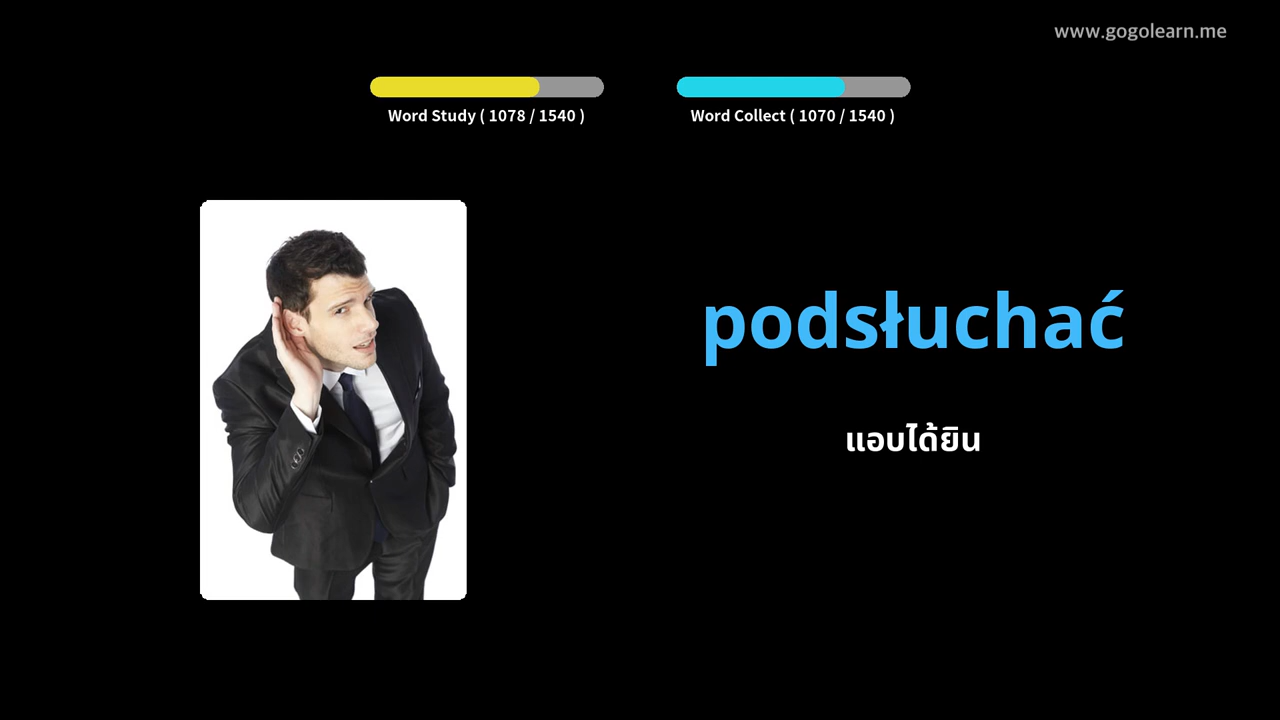 www.gogolearn.me
Word Study ( 1078 / 1540 )
Word Collect ( 1070 / 1540 )
podsłuchać
แอบได้ยิน